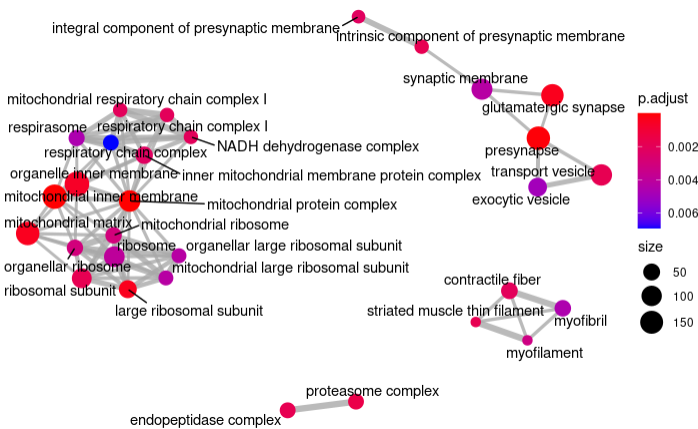 integral component of presynaptic membrane
intrinsic component of presynaptic membrane
synaptic membrane
glutamatergic synapse
presynapse
transport vesicle
exocytic vesicle
mitochondrial respiratory chain complex I
respirasome
respiratory chain complex I
NADH dehydrogenase complex
respiratory chain complex
organelle inner membrane
inner mitochondrial membrane protein complex
mitochondrial inner membrane
mitochondrial protein complex
mitochondrial matrix
mitochondrial ribosome
ribosome
organellar large ribosomal subunit
organellar ribosome
mitochondrial large ribosomal subunit
ribosomal subunit
large ribosomal subunit
contractile fiber
striated muscle thin filament
myofibril
myofilament
proteasome complex
endopeptidase complex
p.adjust
0.002
0.004
0.006
size
50
100
150